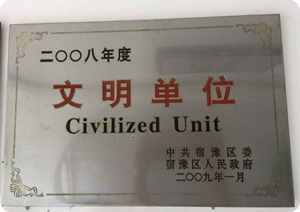 二〇〇八年度
文明单位
Civilized Unit
中共宿豫区委
宿豫区人民政府
二〇〇九年一月